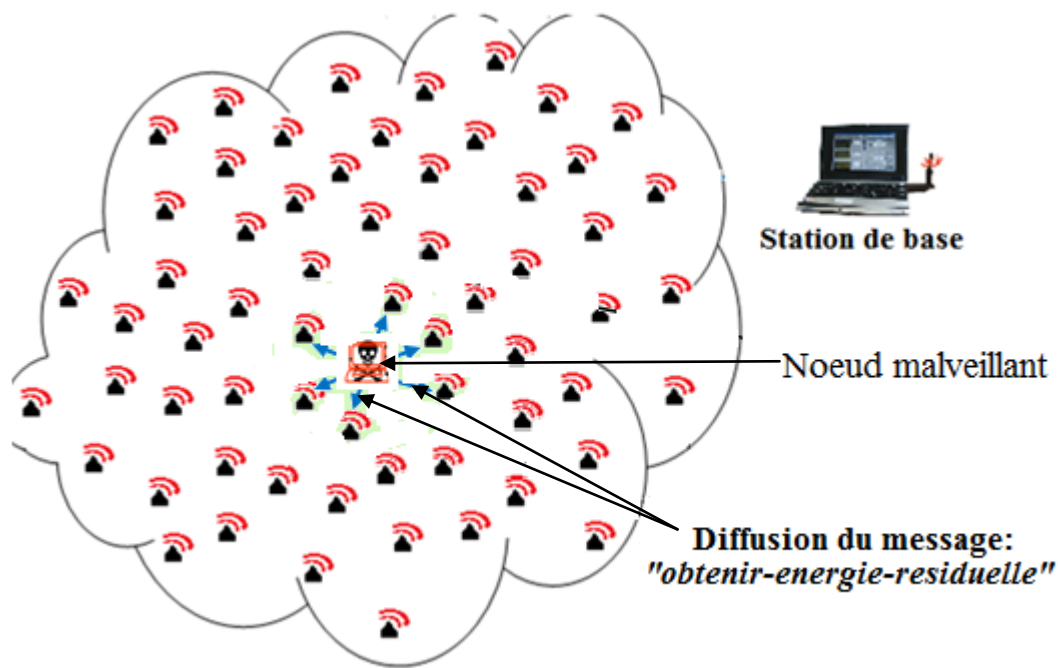 Station de base
Noeud malveillant
Diffusion du message:
"obtenir-energie-residuelle"